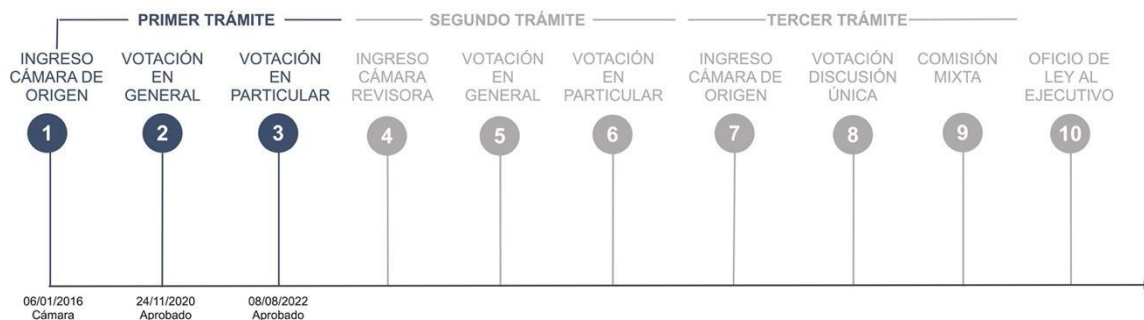 PRIMER TRÁMITE
SEGUNDO TRÁMITE
TERCER TRÁMITE
INGRESO
CÁMARA DE
ORIGEN
VOTACIÓN
EN
GENERAL
VOTACIÓN
EN
PARTICULAR
INGRESO
CÁMARA
REVISORA
VOTACIÓN
EN
GENERAL
VOTACIÓN
EN
PARTICULAR
INGRESO
CÁMARA DE
ORIGEN
VOTACIÓN
DISCUSIÓN
ÚNICA
COMISIÓN
MIXTA
OFICIO DE
LEY AL
EJECUTIVO
1
2
3
4
5
6
7
8
9
10
06/01/2016
Cámara
24/11/2020
Aprobado
08/08/2022
Aprobado